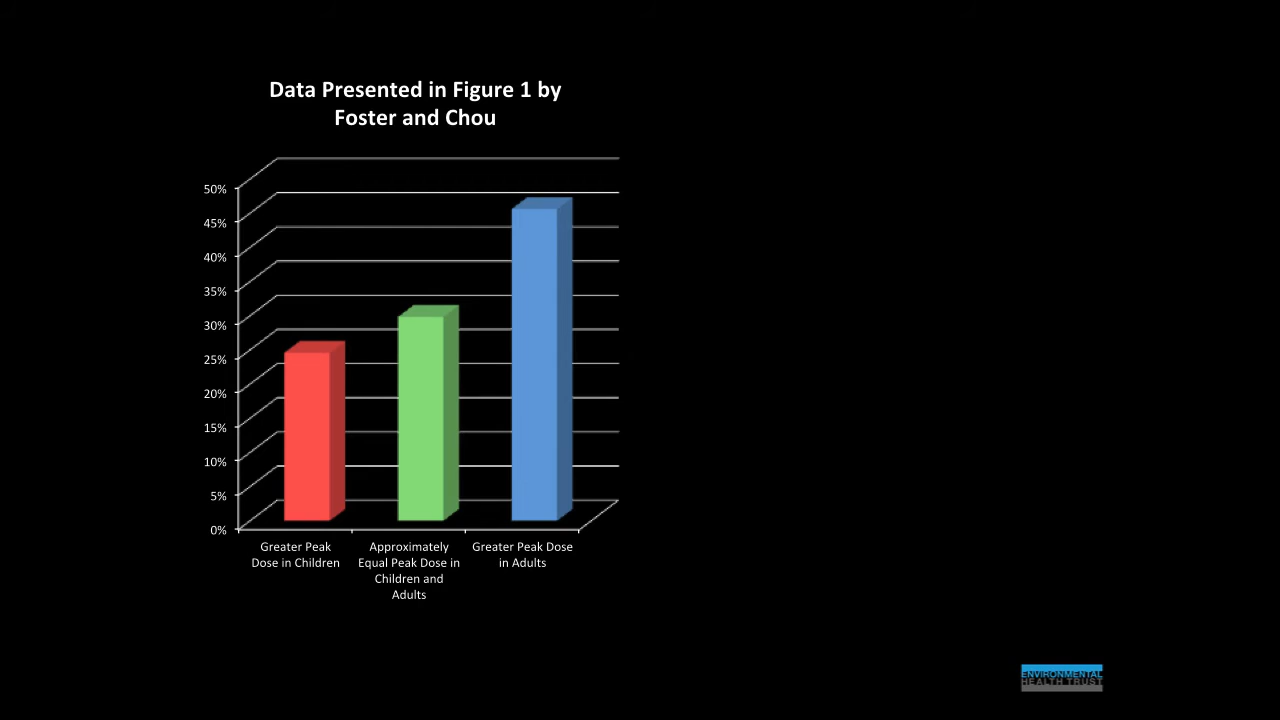 Data Presented in Figure 1 by
Foster and Chou
50%
45%
40%
35%
30%
25%
20%
15%
10%
5%
0%
Greater Peak
Dose in Children
Approximately
Equal Peak Dose in
Children and
Adults
Greater Peak Dose
in Adults
ENVIRONMENTAL
HEALTH TRUST